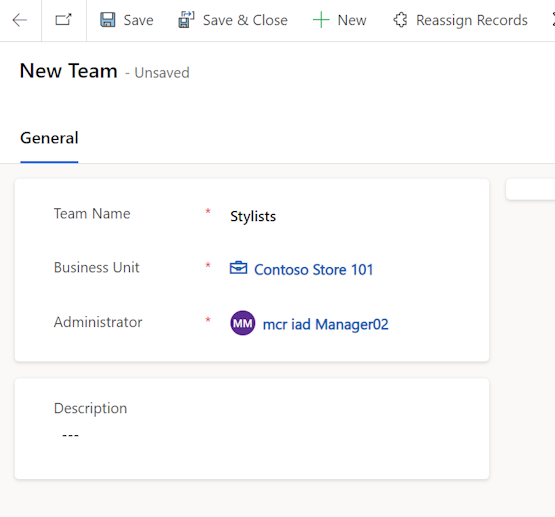 Save Save & Close New Reassign Records
New Team - Unsaved
General
Team Name * Stylists
Business Unit * Contoso Store 101
Administrator * MM mcr iad Manager02
Description
---